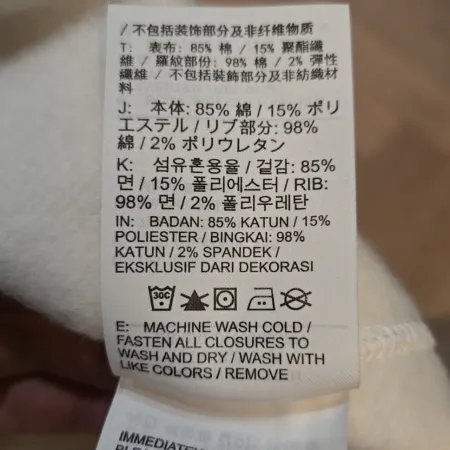 / 不包括装饰部分及非纤维物质
T: 表布: 85% 棉 / 15% 聚酯纖
維 / 羅紋部份: 98% 棉 / 2% 彈性
纖維 / 不包括裝飾部分及非紡織材
料
J: 本体: 85% 綿 / 15% ポリ
エステル / リブ部分: 98%
綿 / 2% ポリウレタン
K: 섬유혼용율 / 겉감: 85%
면 / 15% 폴리에스터 / RIB:
98% 면 / 2% 폴리우레탄
IN: BADAN: 85% KATUN / 15%
POLIESTER / BINGKAI: 98%
KATUN / 2% SPANDEK /
EKSKLUSIF DARI DEKORASI
30C
E: MACHINE WASH COLD /
FASTEN ALL CLOSURES TO
WASH AND DRY / WASH WITH
LIKE COLORS / REMOVE